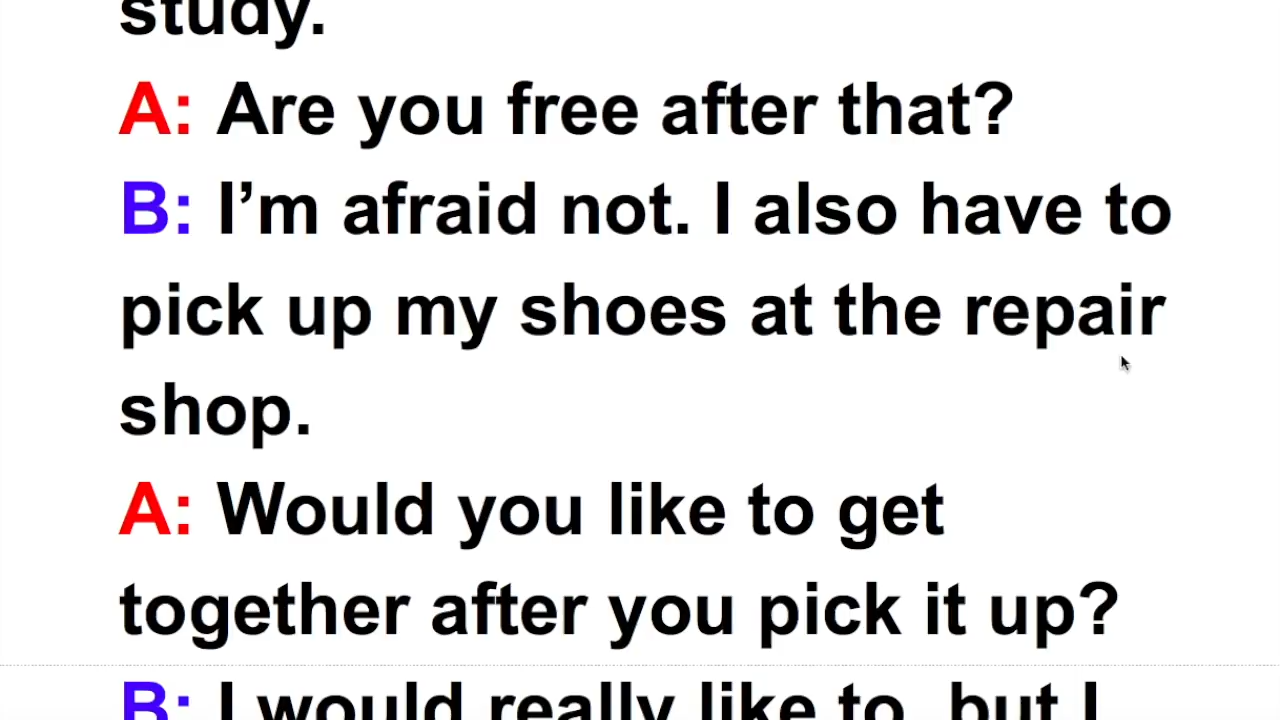 study.
A: Are you free after that?
B: I’m afraid not. I also have to
pick up my shoes at the repair
shop.
A: Would you like to get
together after you pick it up?
B: I would really like to, but I